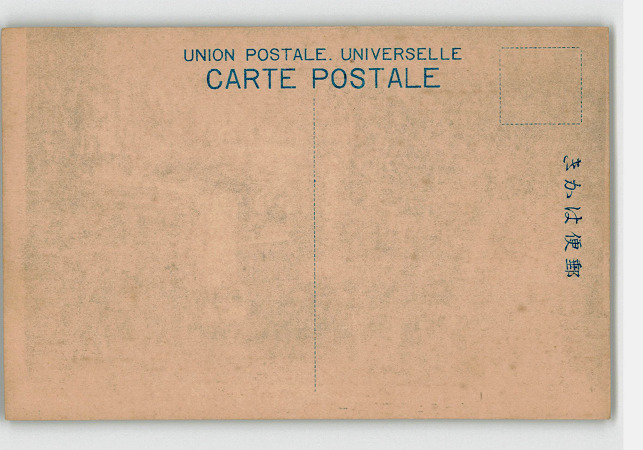 UNION POSTALE. UNIVERSELLE
CARTE POSTALE
きかは便郵